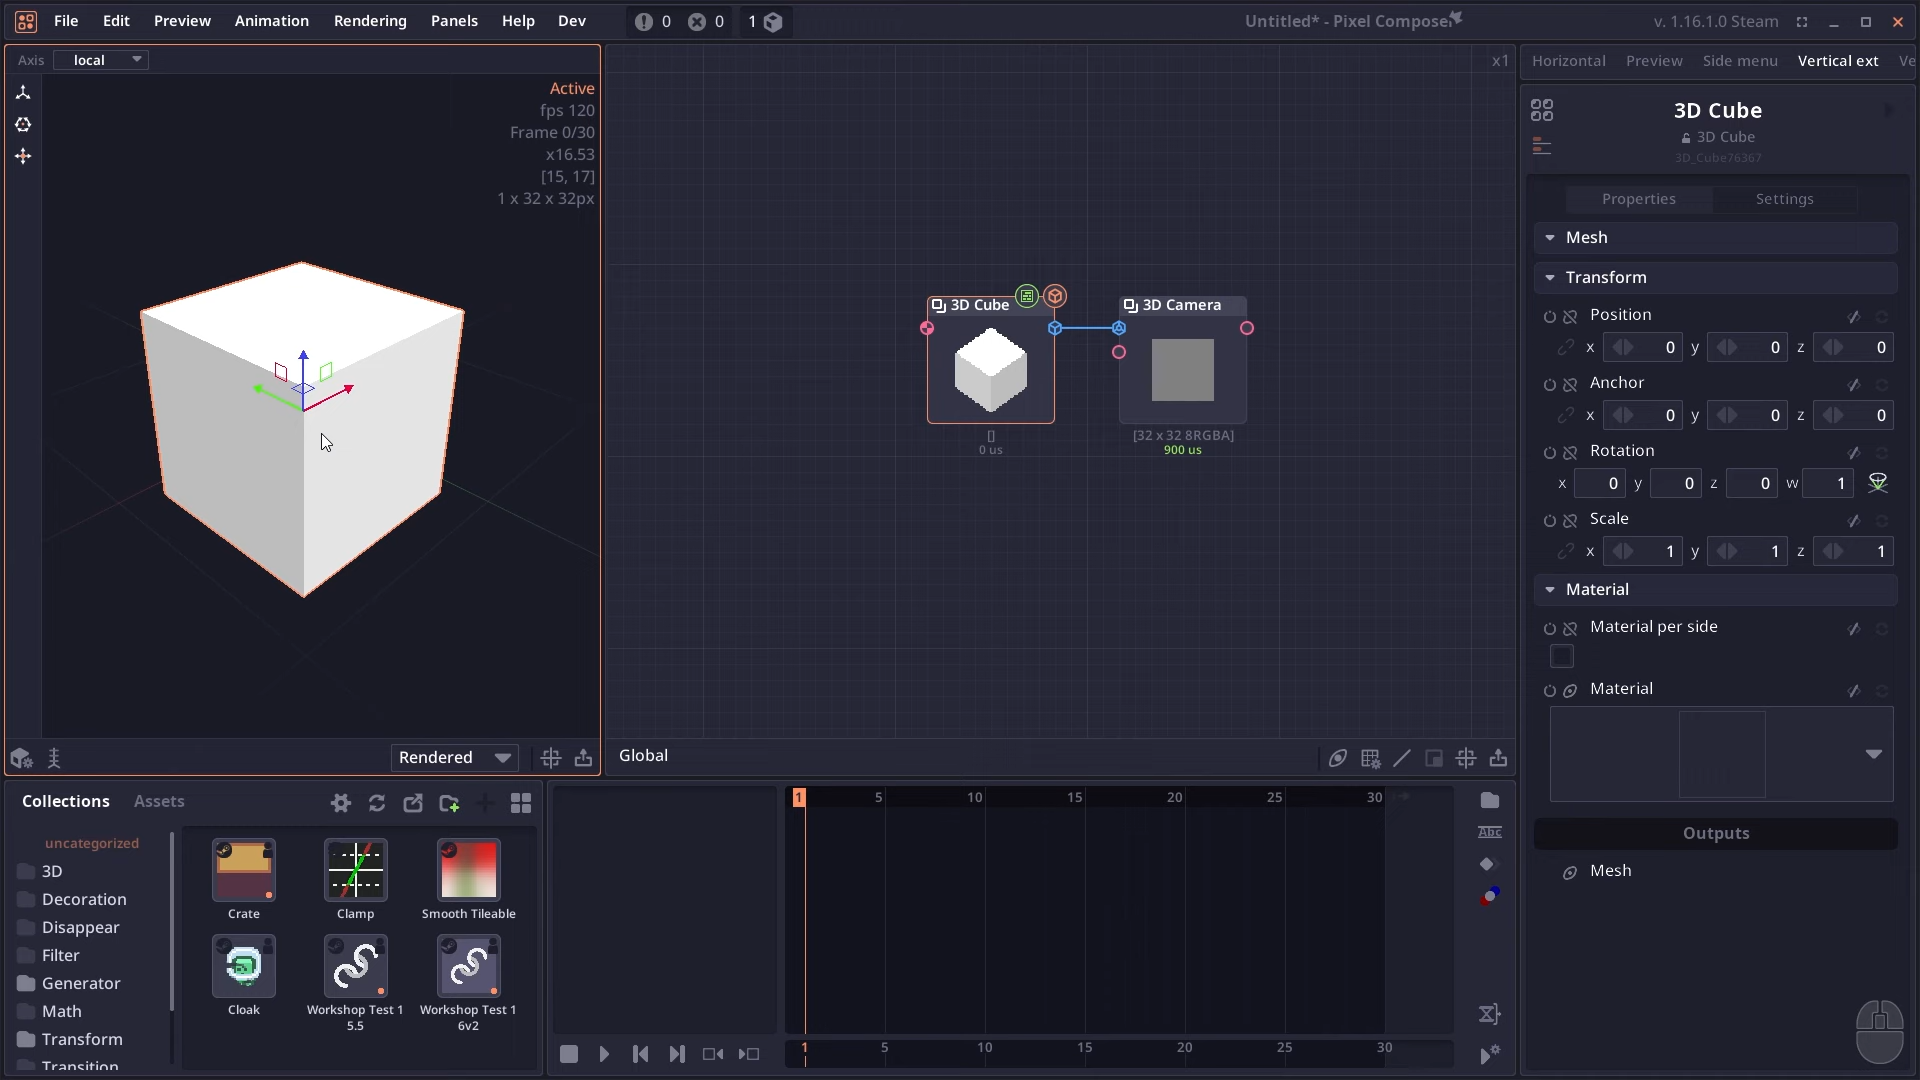 File Edit Preview Animation Rendering Panels Help Dev 0 0 1 Untitled* - Pixel Composer v. 1.16.1.0 Steam
Axis local
Active
fps 120
Frame 0/30
x16.53
[15, 17]
1 x 32 x 32px
Rendered
x1
3D Cube
[]
0 us
3D Camera
[32 x 32 8RGBA]
900 us
Global
Horizontal Preview Side menu Vertical ext Ve
3D Cube
3D Cube
3D_Cube76367
Properties Settings
Mesh
Transform
Position
x 0 y 0 z 0
Anchor
x 0 y 0 z 0
Rotation
x 0 y 0 z 0 w 1
Scale
x 1 y 1 z 1
Material
Material per side
Material
Outputs
Mesh
Collections Assets
uncategorized
3D
Decoration
Disappear
Filter
Generator
Math
Transform
Transition
Crate
Clamp
Smooth Tileable
Cloak
Workshop Test 1
5.5
Workshop Test 1
6v2
1 5 10 15 20 25 30
Abc
1 5 10 15 20 25 30